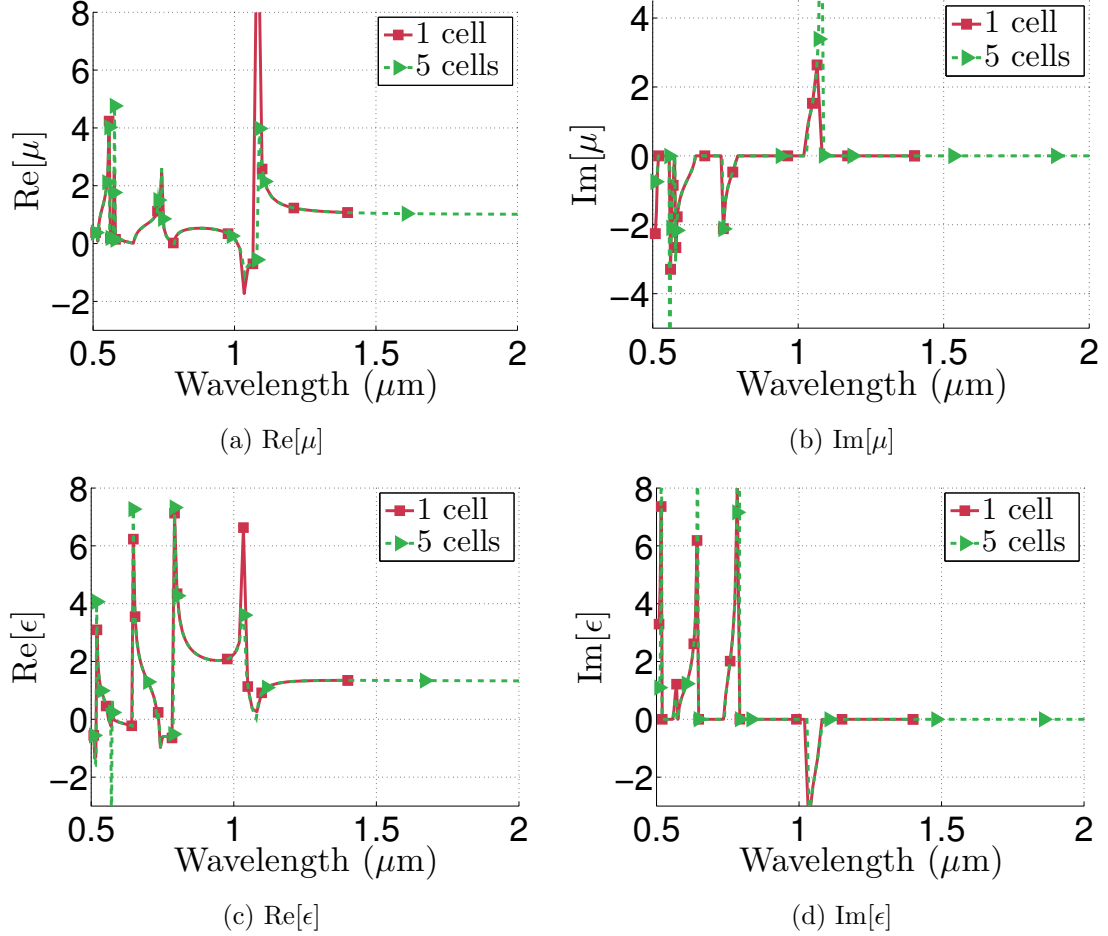 8
6
4
2
0
−2
Re[μ]
1 cell
5 cells
0.5
1
1.5
2
Wavelength (μm)
(a) Re[μ]
4
2
0
−2
−4
Im[μ]
1 cell
5 cells
0.5
1
1.5
2
Wavelength (μm)
(b) Im[μ]
8
6
4
2
0
−2
Re[ϵ]
1 cell
5 cells
0.5
1
1.5
2
Wavelength (μm)
(c) Re[ϵ]
8
6
4
2
0
−2
Im[ϵ]
1 cell
5 cells
0.5
1
1.5
2
Wavelength (μm)
(d) Im[ϵ]